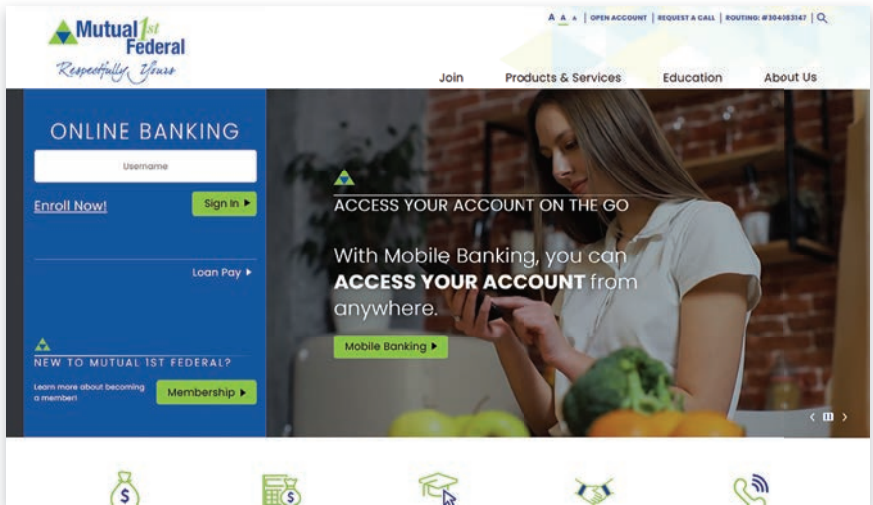 Mutual 1st
Federal
Respectfully Yours
A A A | OPEN ACCOUNT | REQUEST A CALL | ROUTING: #304083147 |
Join Products & Services Education About Us
ONLINE BANKING
Username
Enroll Now!
Sign In
Loan Pay
NEW TO MUTUAL 1ST FEDERAL?
Learn more about becoming
a member!
Membership
ACCESS YOUR ACCOUNT ON THE GO
With Mobile Banking, you can
ACCESS YOUR ACCOUNT from
anywhere.
Mobile Banking
$
$